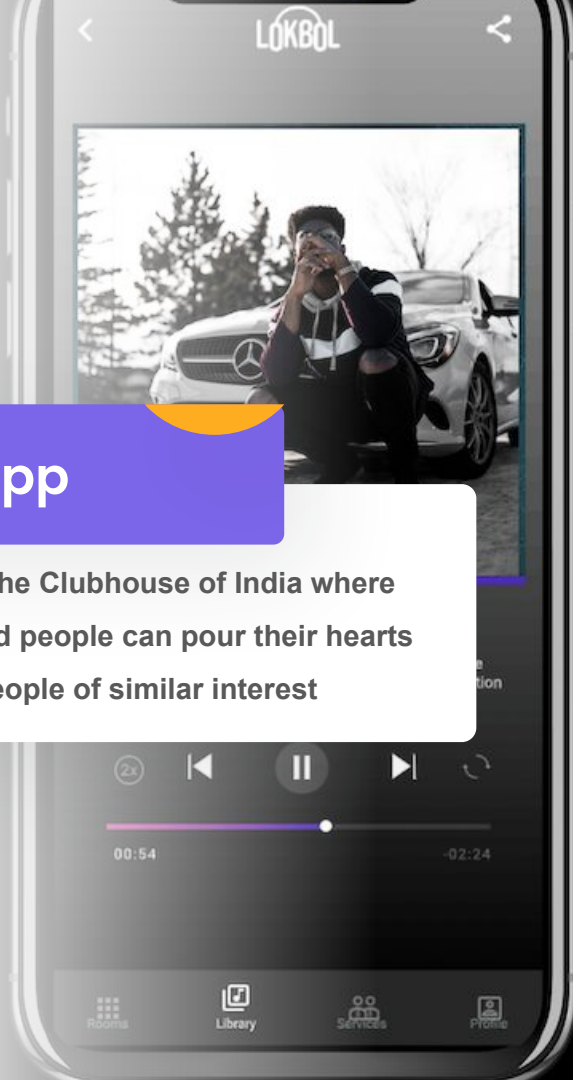 LOKBOL
pp
he Clubhouse of India where
d people can pour their hearts
eople of similar interest
e
tion
2x
00:54
-02:24
Rooms
Library
Services
Profile